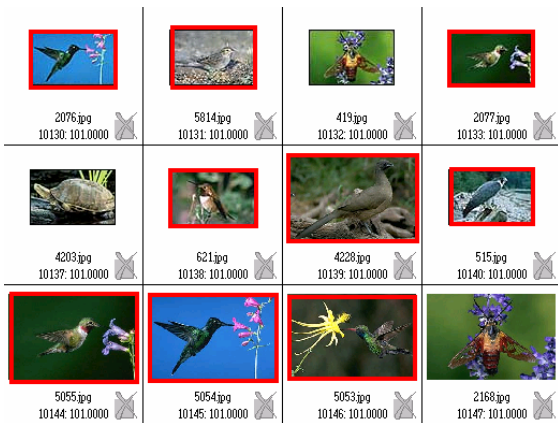 2076.jpg
10130: 101.0000
5814.jpg
10131: 101.0000
419.jpg
10132: 101.0000
2077.jpg
10133: 101.0000
4203.jpg
10137: 101.0000
621.jpg
10138: 101.0000
4228.jpg
10139: 101.0000
515.jpg
10140: 101.0000
5055.jpg
10144: 101.0000
5054.jpg
10145: 101.0000
5053.jpg
10146: 101.0000
2168.jpg
10147: 101.0000